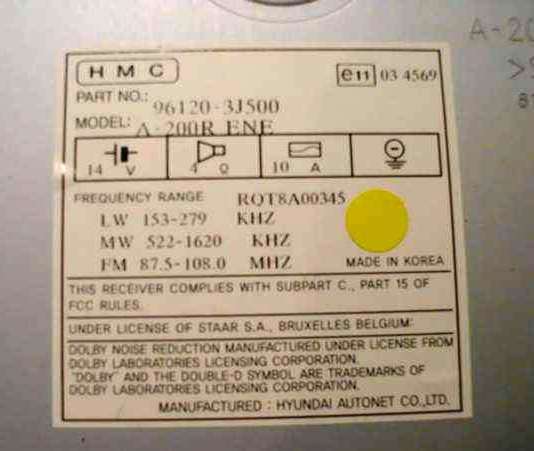 HMC
e11 03 4569
PART NO.: 96120-3J500
MODEL: A-200R ENE
14 V
4 Ω
10 A
FREQUENCY RANGE RQT8A00345
LW 153-279 KHZ
MW 522-1620 KHZ
FM 87.5-108.0 MHZ
MADE IN KOREA
THIS RECEIVER COMPLIES WITH SUBPART C., PART 15 OF
FCC RULES.
UNDER LICENSE OF STAAR S.A., BRUXELLES BELGIUM:
DOLBY NOISE REDUCTION MANUFACTURED UNDER LICENSE FROM
DOLBY LABORATORIES LICENSING CORPORATION.
"DOLBY" AND THE DOUBLE-D SYMBOL ARE TRADEMARKS OF
DOLBY LABORATORIES LICENSING CORPORATION.
MANUFACTURED : HYUNDAI AUTONET CO.,LTD.